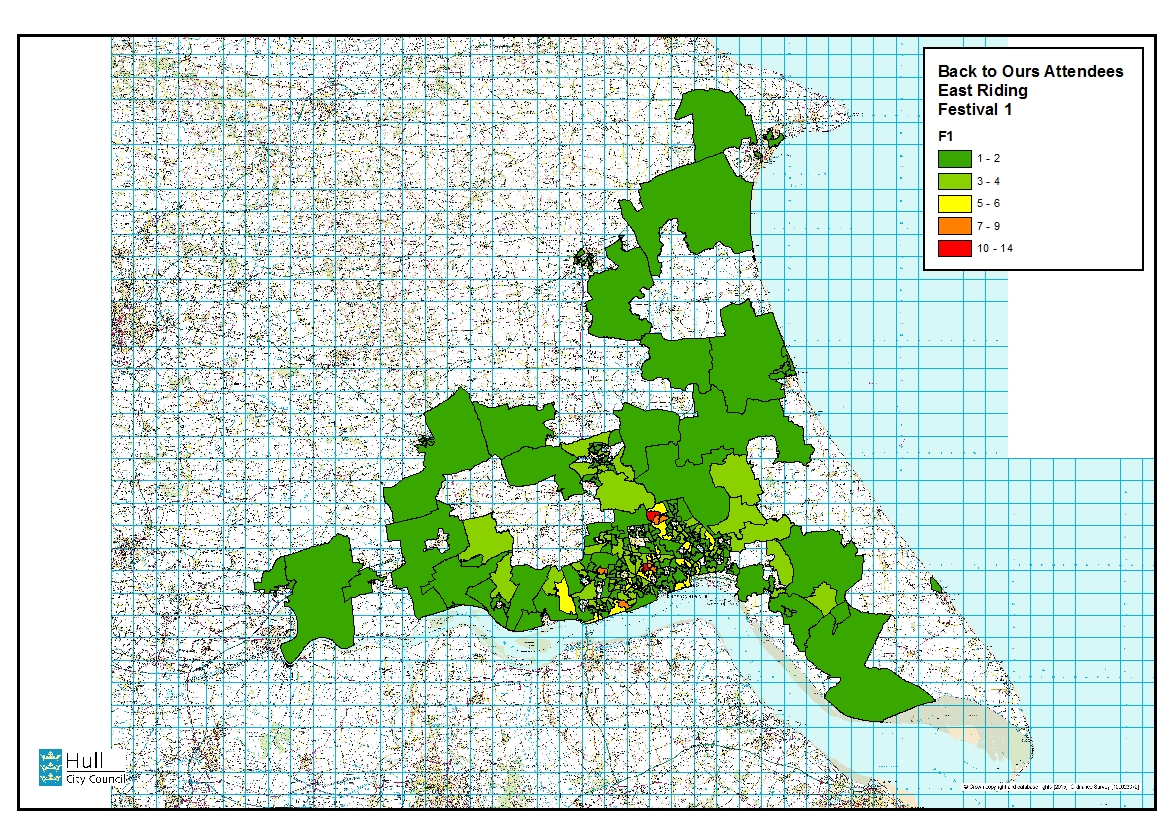 Back to Ours Attendees
East Riding
Festival 1
F1
1 - 2
3 - 4
5 - 6
7 - 9
10 - 14
Hull
City Council